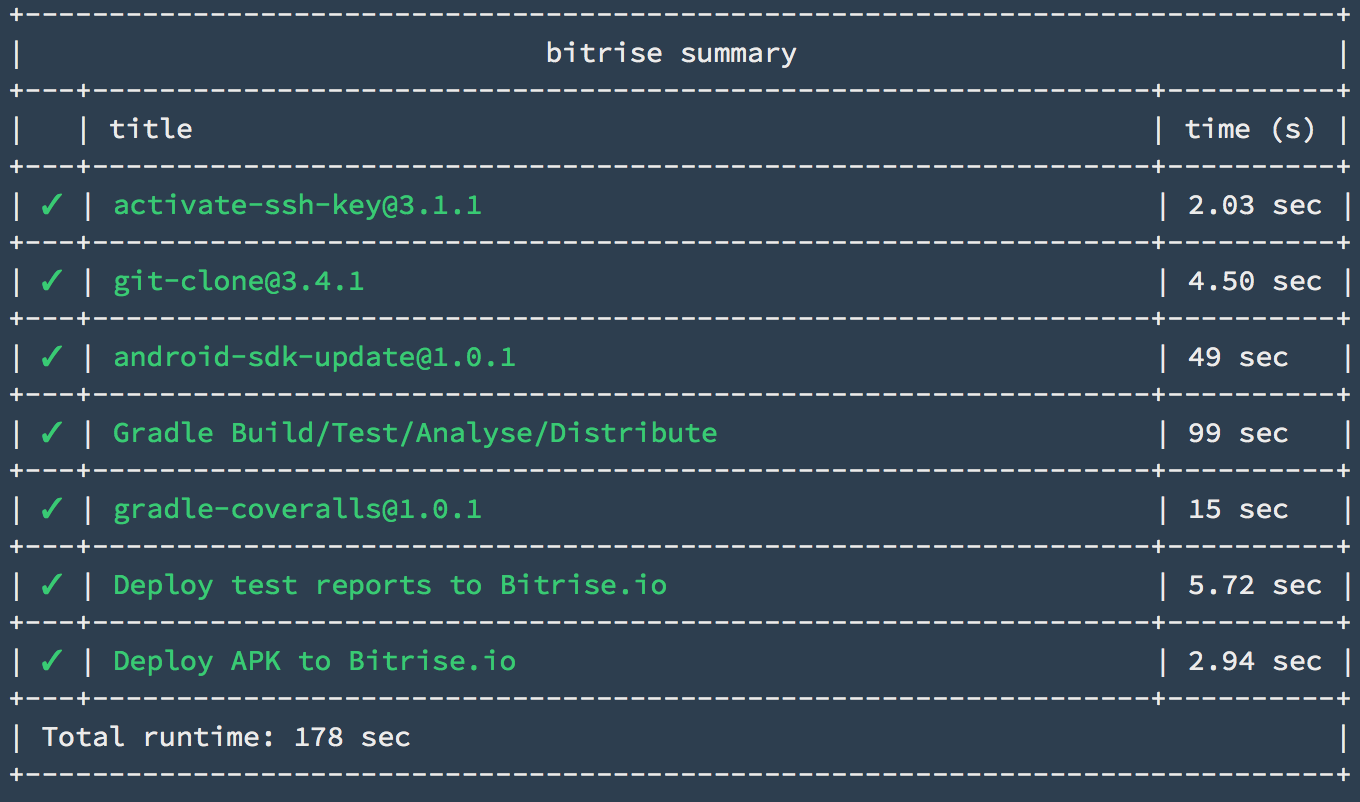 bitrise summary
title | time (s)
✓ | activate-ssh-key@3.1.1 | 2.03 sec
✓ | git-clone@3.4.1 | 4.50 sec
✓ | android-sdk-update@1.0.1 | 49 sec
✓ | Gradle Build/Test/Analyse/Distribute | 99 sec
✓ | gradle-coveralls@1.0.1 | 15 sec
✓ | Deploy test reports to Bitrise.io | 5.72 sec
✓ | Deploy APK to Bitrise.io | 2.94 sec
Total runtime: 178 sec